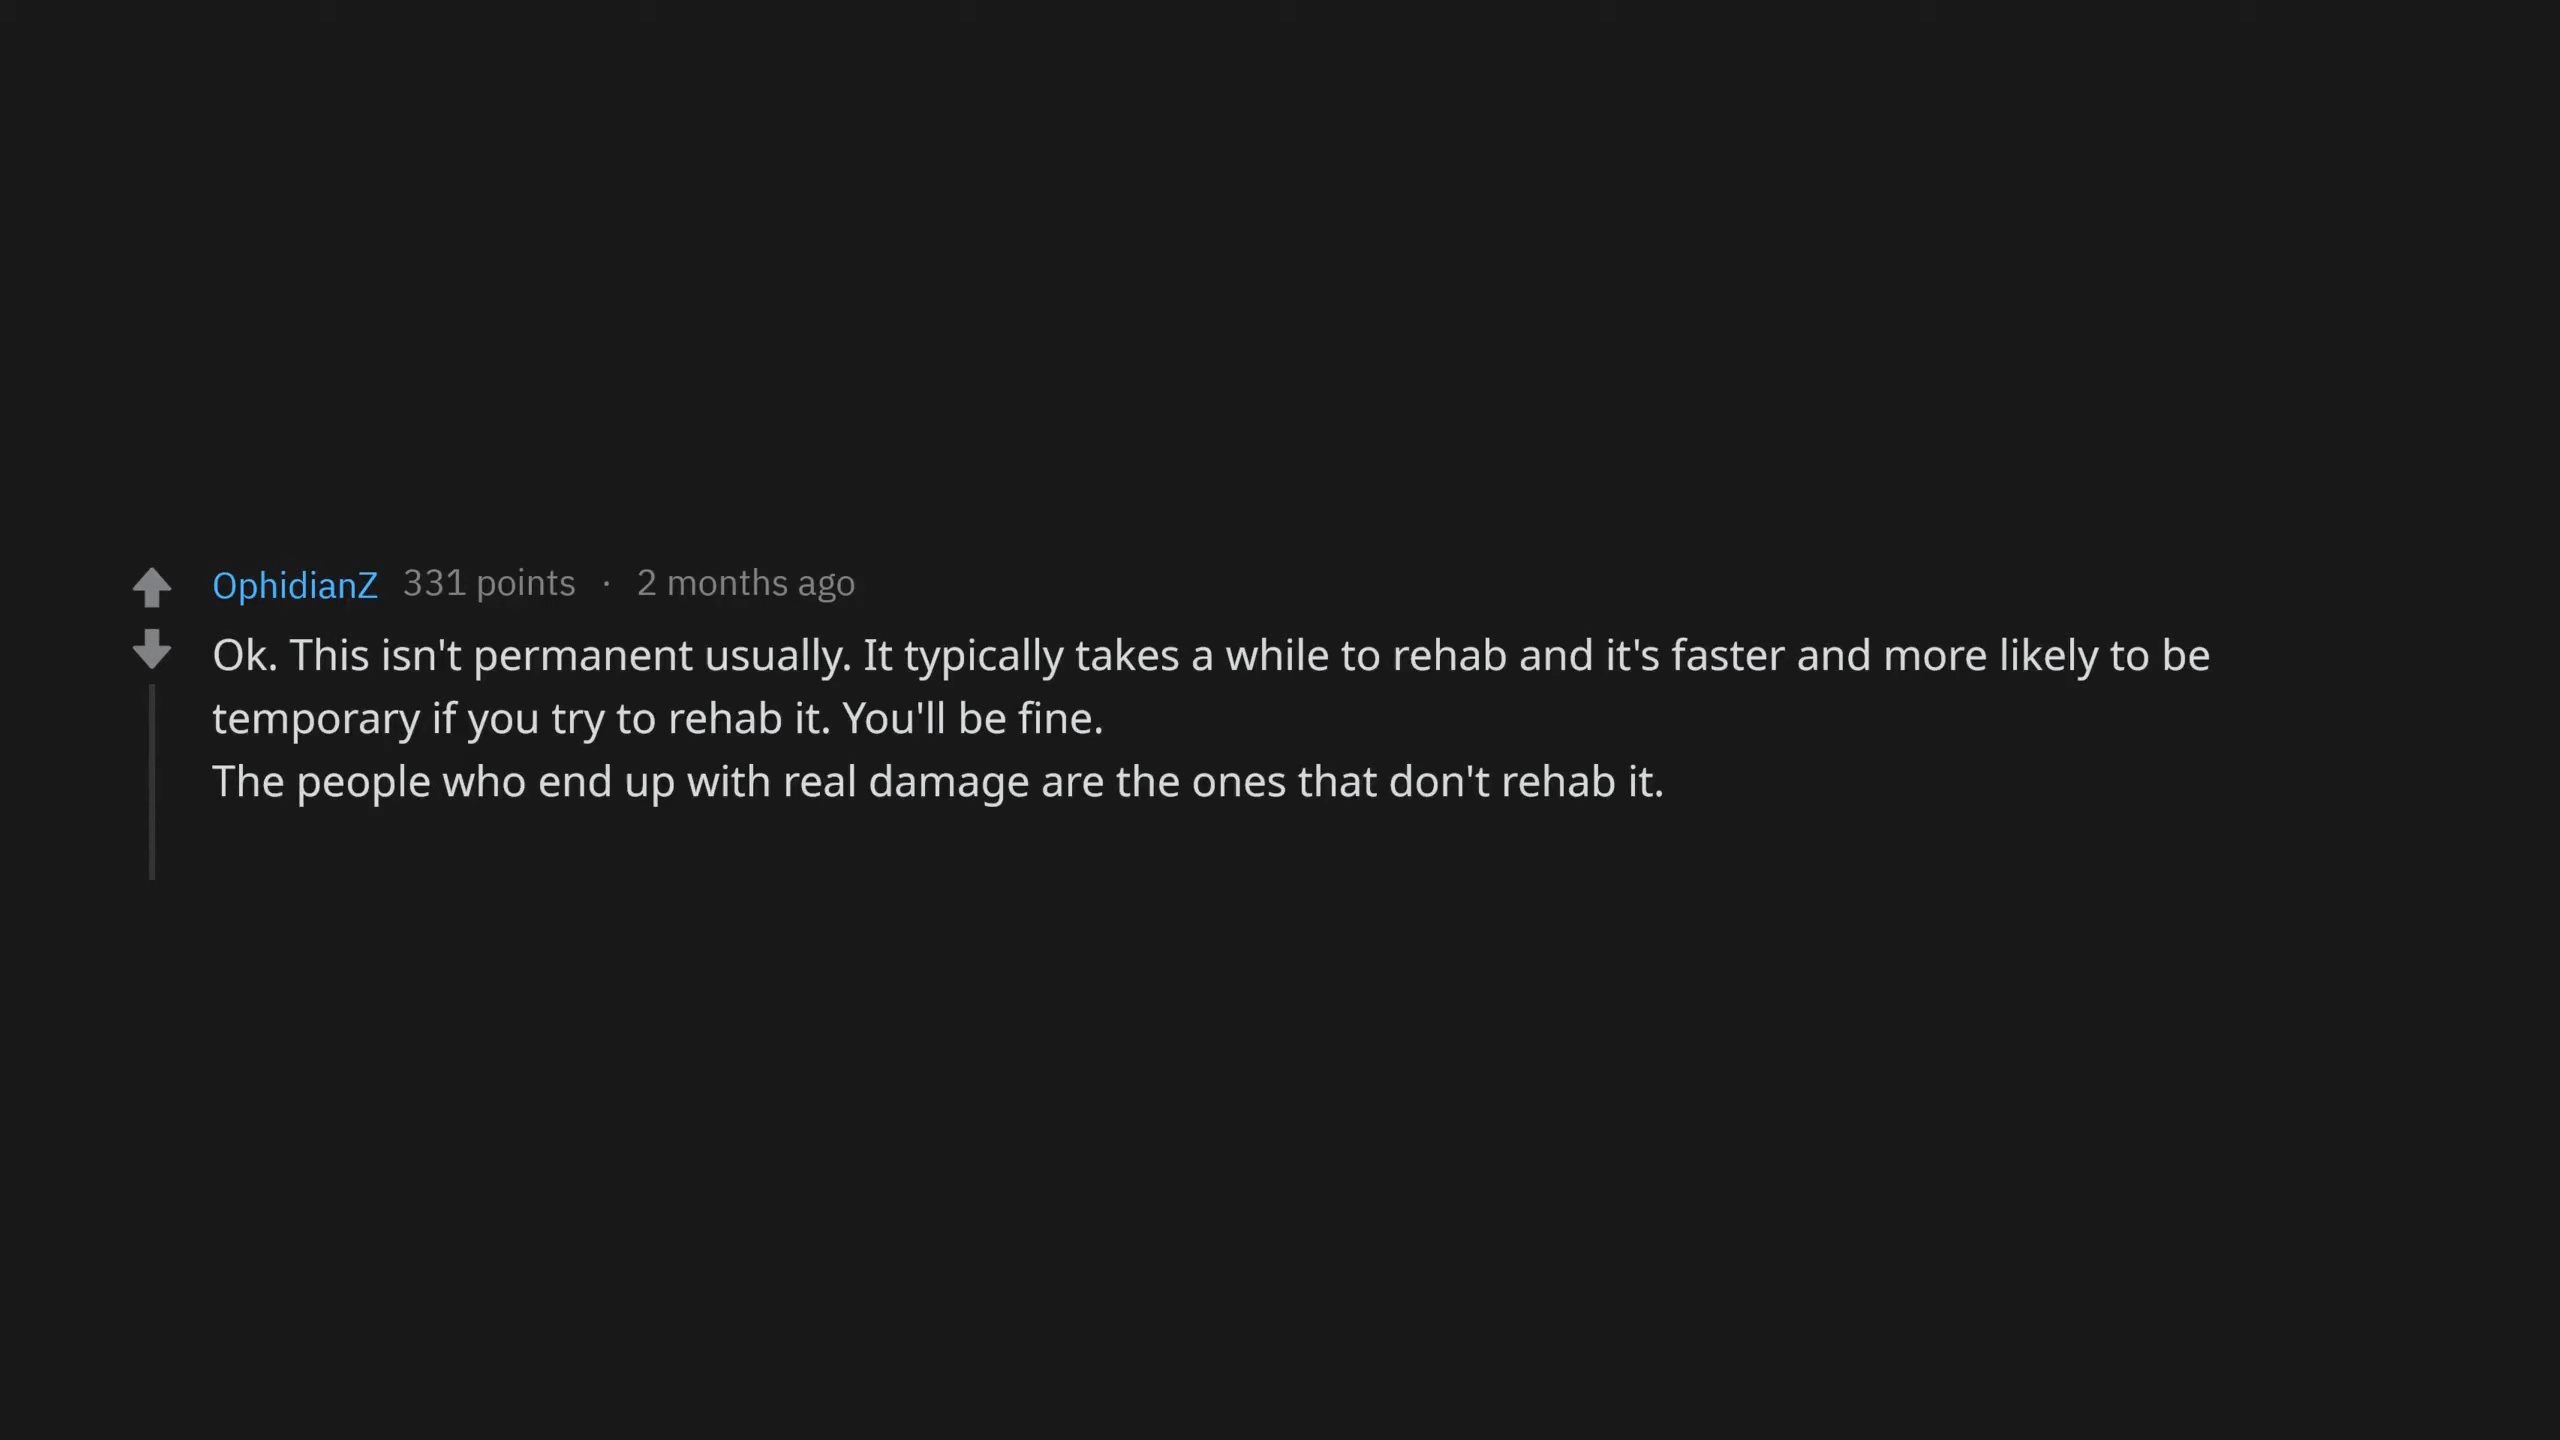 OphidianZ 331 points · 2 months ago
Ok. This isn't permanent usually. It typically takes a while to rehab and it's faster and more likely to be
temporary if you try to rehab it. You'll be fine.
The people who end up with real damage are the ones that don't rehab it.